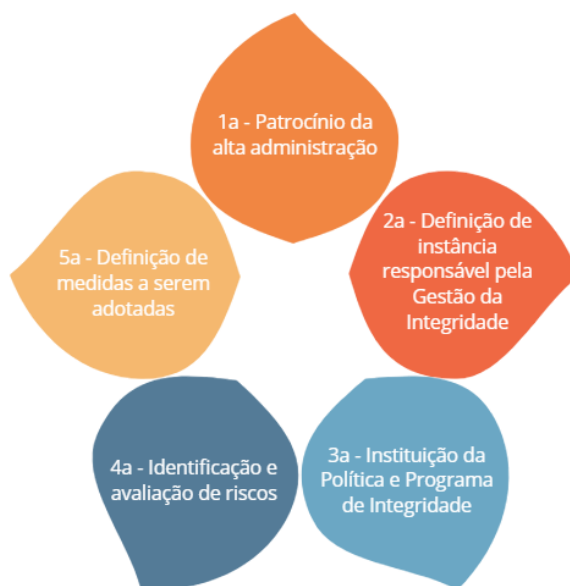 1a - Patrocínio da
alta administração
2a - Definição de
instância
responsável pela
Gestão da
Integridade
3a - Instituição da
Política e Programa
de Integridade
4a - Identificação e
avaliação de riscos
5a - Definição de
medidas a serem
adotadas